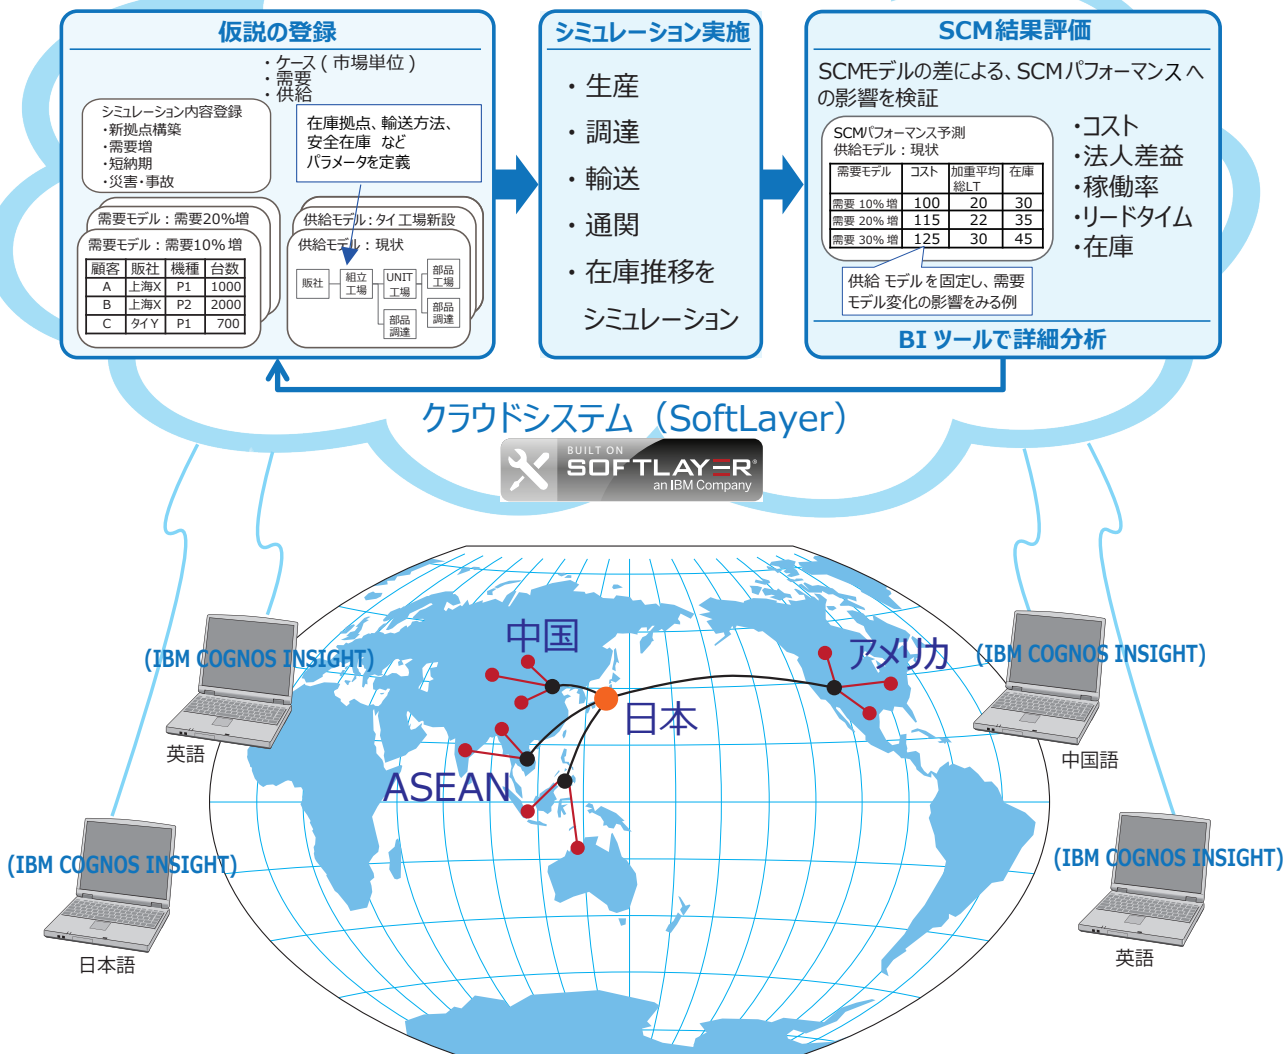 仮説の登録
・ケース ( 市場単位 )
・需要
・供給
シミュレーション内容登録
・新拠点構築
・需要増
・短納期
・災害・事故
在庫拠点、輸送方法、
安全在庫 など
パラメータを定義
需要モデル : 需要20%増
需要モデル : 需要10% 増
顧客 販社 機種 台数
A 上海X P1 1000
B 上海X P2 2000
C タイ Y P1 700
供給モデル : タイ 工場新設
供給モデル : 現状
販社
組立
工場
UNIT
工場
部品
工場
部品
調達
部品
調達
シミュレーション実施
・生産
・調達
・輸送
・通関
・在庫推移を
シミュレーション
SCM結果評価
SCMモデルの差による、SCMパフォーマンス へ
の影響を検証
SCMパフォーマンス予測
供給モデル : 現状
需要モデル コスト 加重平均総LT 在庫
需要 10% 増 100 20 30
需要 20% 増 115 22 35
需要 30% 増 125 30 45
供給 モデル を固定し、需要
モデル変化の影響をみる例
・コスト
・法人差益
・稼働率
・リードタイム
・在庫
BI ツールで詳細分析
クラウドシステム（SoftLayer）
BUILT ON
SOFTLAYER®
an IBM Company
中国
日本
アメリカ
ASEAN
(IBM COGNOS INSIGHT)
英語
(IBM COGNOS INSIGHT)
中国語
(IBM COGNOS INSIGHT)
日本語
(IBM COGNOS INSIGHT)
英語